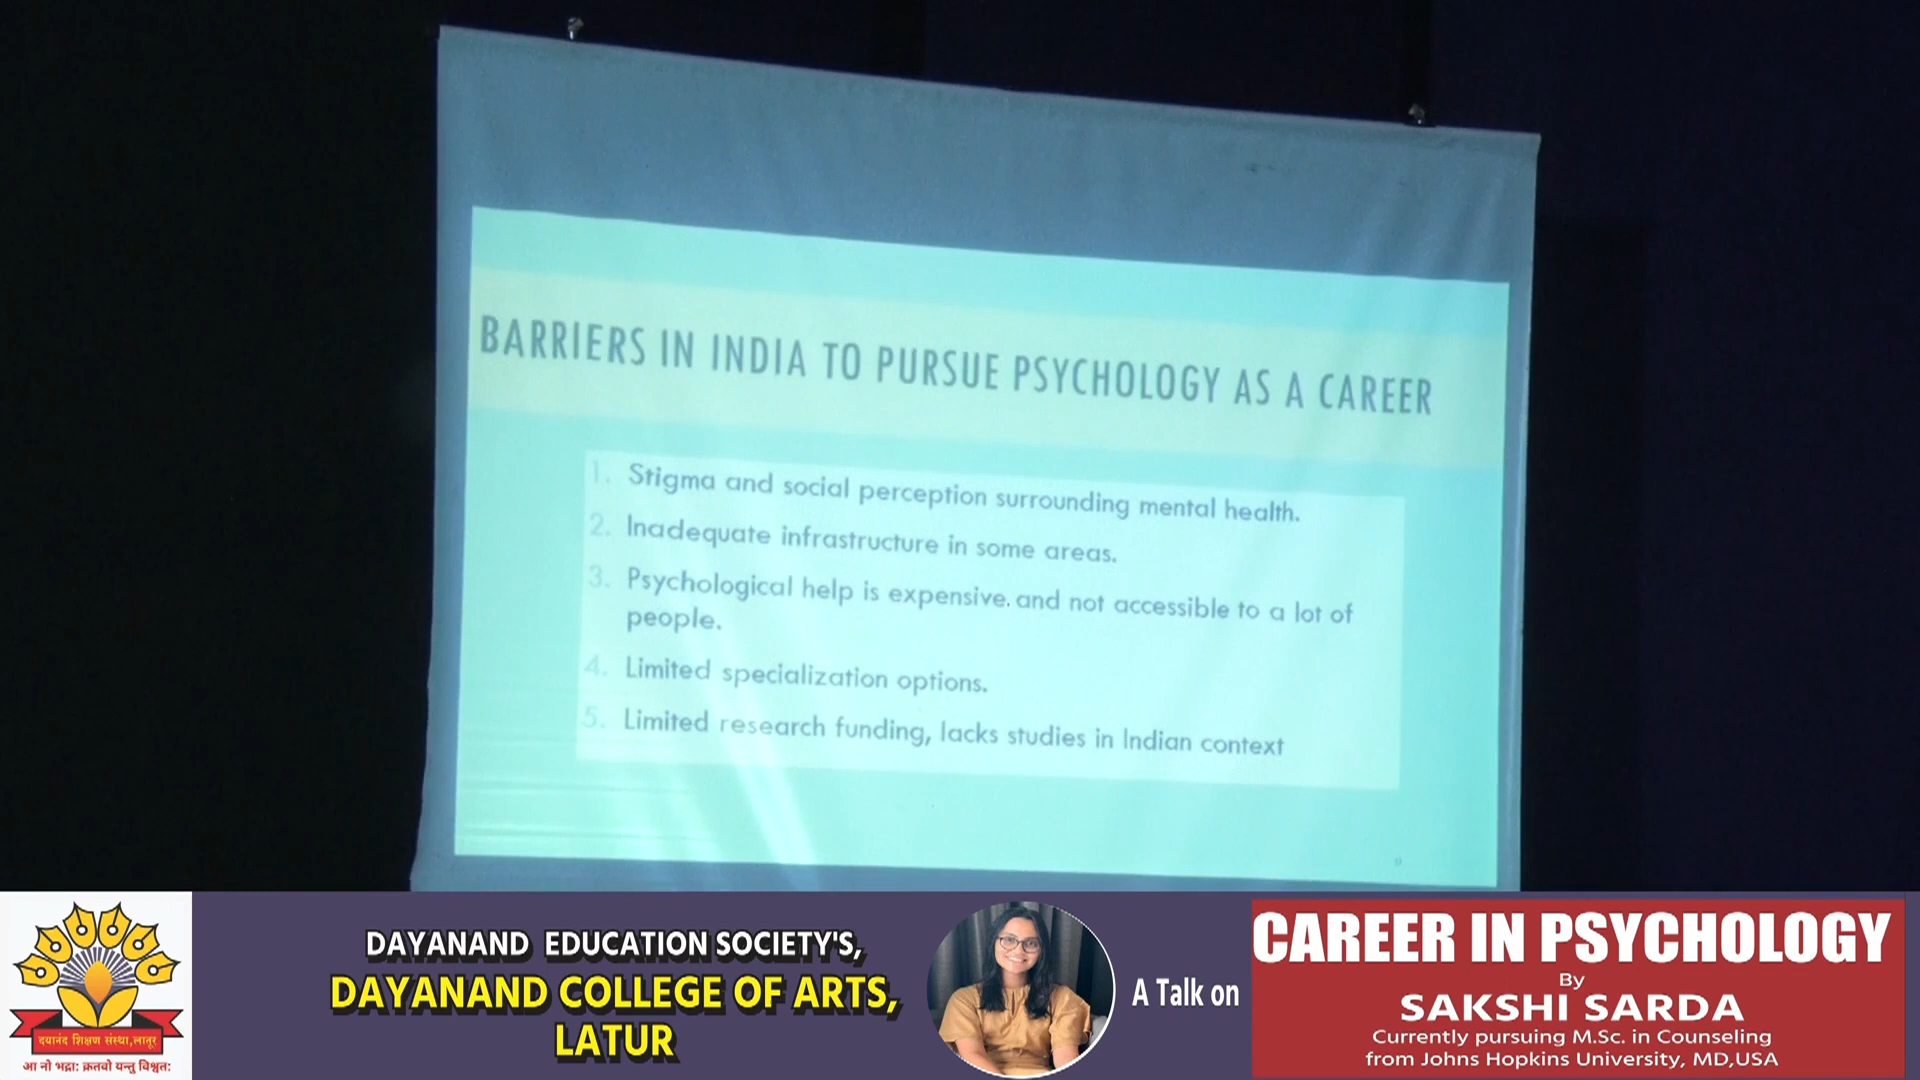 BARRIERS IN INDIA TO PURSUE PSYCHOLOGY AS A CAREER
1. Stigma and social perception surrounding mental health.
2. Inadequate infrastructure in some areas.
3. Psychological help is expensive. and not accessible to a lot of
people.
4. Limited specialization options.
5. Limited research funding, lacks studies in Indian context
दयानंद शिक्षण संस्था,लातूर
आ नो भद्रा: क्रतवो यन्तु विश्वत:
DAYANAND EDUCATION SOCIETY'S,
DAYANAND COLLEGE OF ARTS,
LATUR
A Talk on
CAREER IN PSYCHOLOGY
By
SAKSHI SARDA
Currently pursuing M.Sc. in Counseling
from Johns Hopkins University, MD,USA